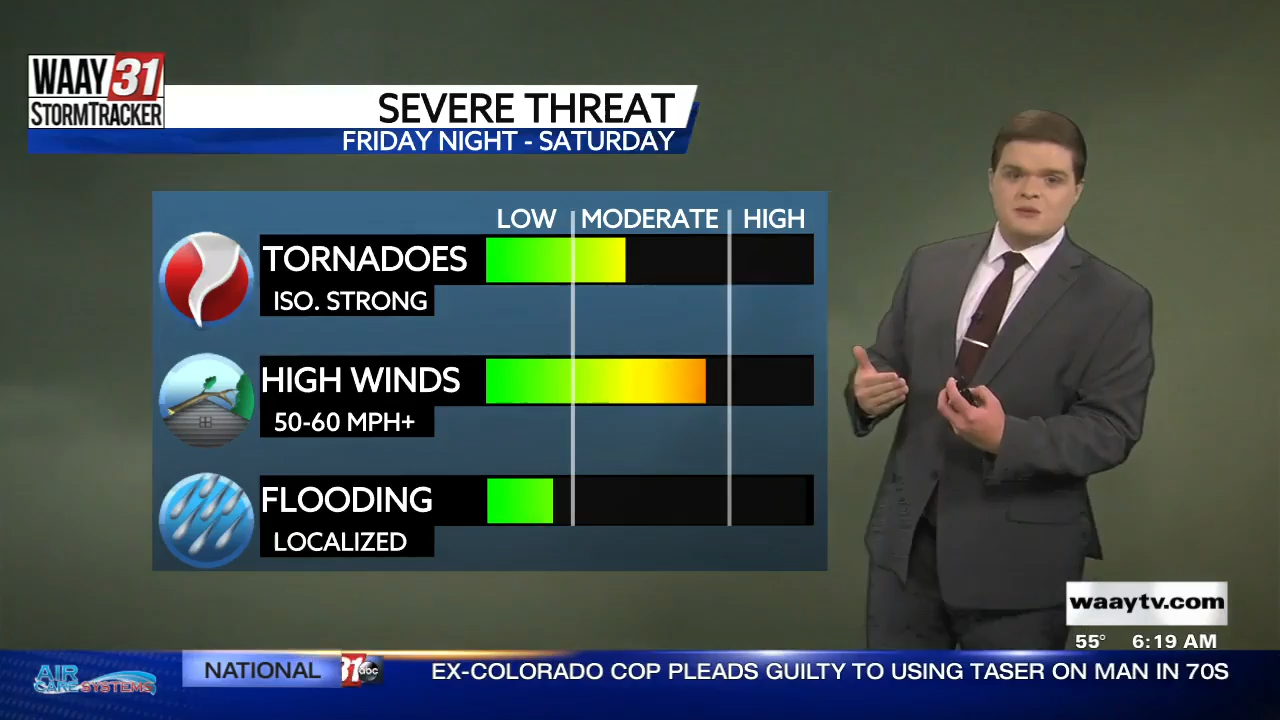 WAAY 31
STORMTRACKER
SEVERE THREAT
FRIDAY NIGHT - SATURDAY
LOW MODERATE HIGH
TORNADOES
ISO. STRONG
HIGH WINDS
50-60 MPH+
FLOODING
LOCALIZED
waaytv.com
55° 6:19 AM
AIR
CARE SYSTEMS
NATIONAL 31 abc EX-COLORADO COP PLEADS GUILTY TO USING TASER ON MAN IN 70S